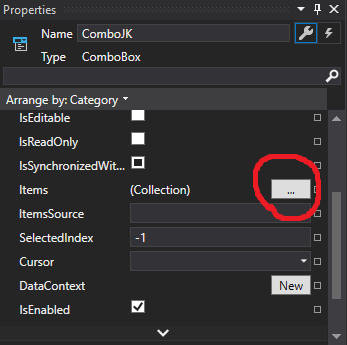 Properties
Name ComboJK
Type ComboBox
Arrange by: Category
IsEditable
IsReadOnly
IsSynchronizedWit...
Items (Collection) ...
ItemsSource
SelectedIndex -1
Cursor
DataContext New
IsEnabled